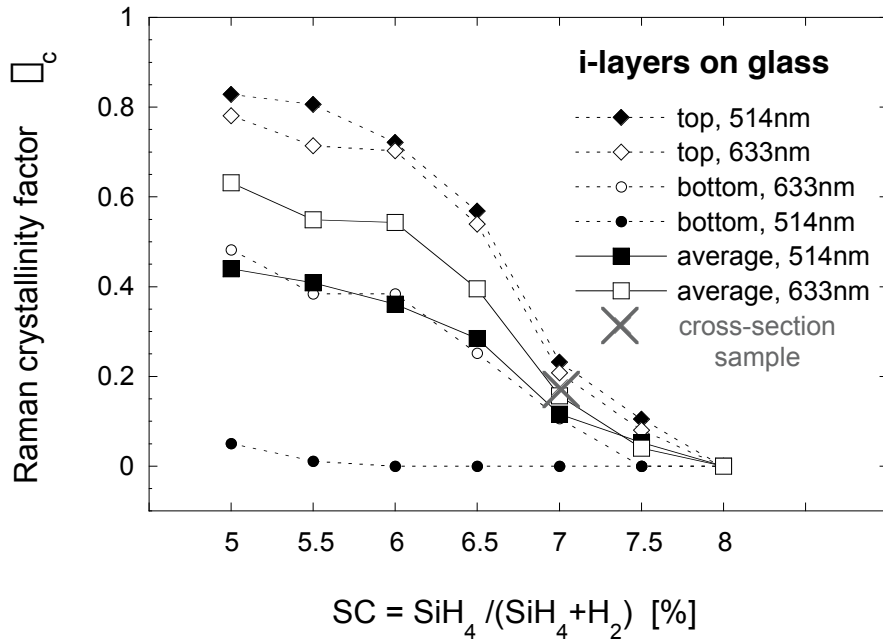 Raman crystallinity factor □c
1
0.8
0.6
0.4
0.2
0
i-layers on glass
top, 514nm
top, 633nm
bottom, 633nm
bottom, 514nm
average, 514nm
average, 633nm
cross-section
sample
5 5.5 6 6.5 7 7.5 8
SC = SiH4 /(SiH4+H2) [%]